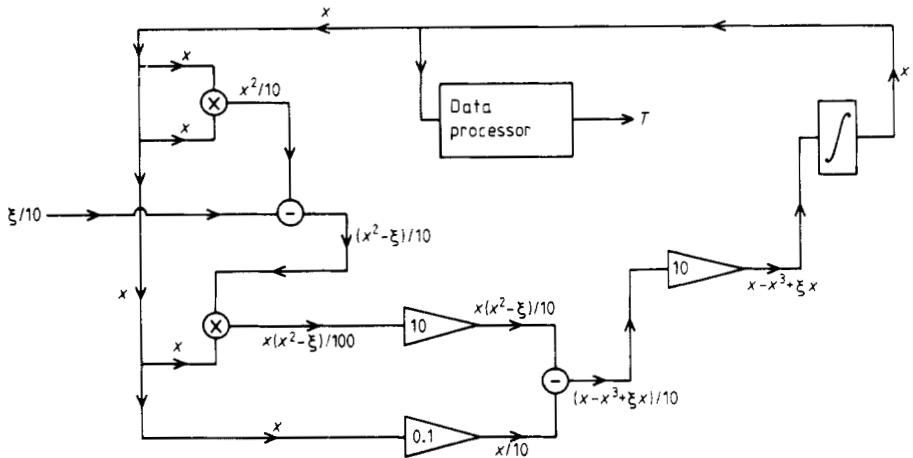 x
x
x
x²/10
×
x
Data
processor
T
∫
ξ/10
−
(x²−ξ)/10
10
x−x³+ξx
x
×
x(x²−ξ)/100
10
x(x²−ξ)/10
x
−
(x−x³+ξx)/10
x
0.1
x/10